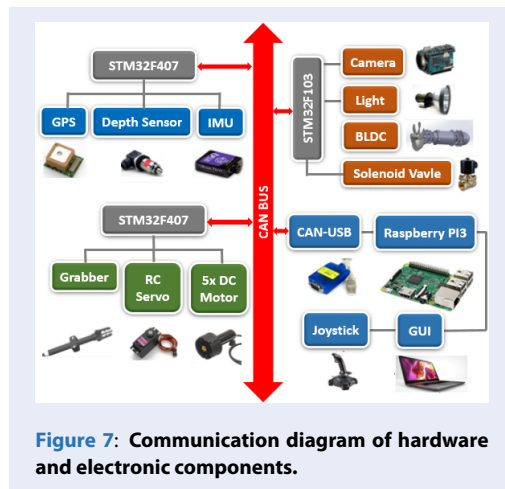 STM32F407
GPS
Depth Sensor
IMU
STM32F407
Grabber
RC
Servo
5x DC
Motor
CAN BUS
STM32F103
Camera
Light
BLDC
Solenoid Vavle
CAN-USB
Raspberry PI3
Joystick
GUI
Figure 7: Communication diagram of hardware
and electronic components.